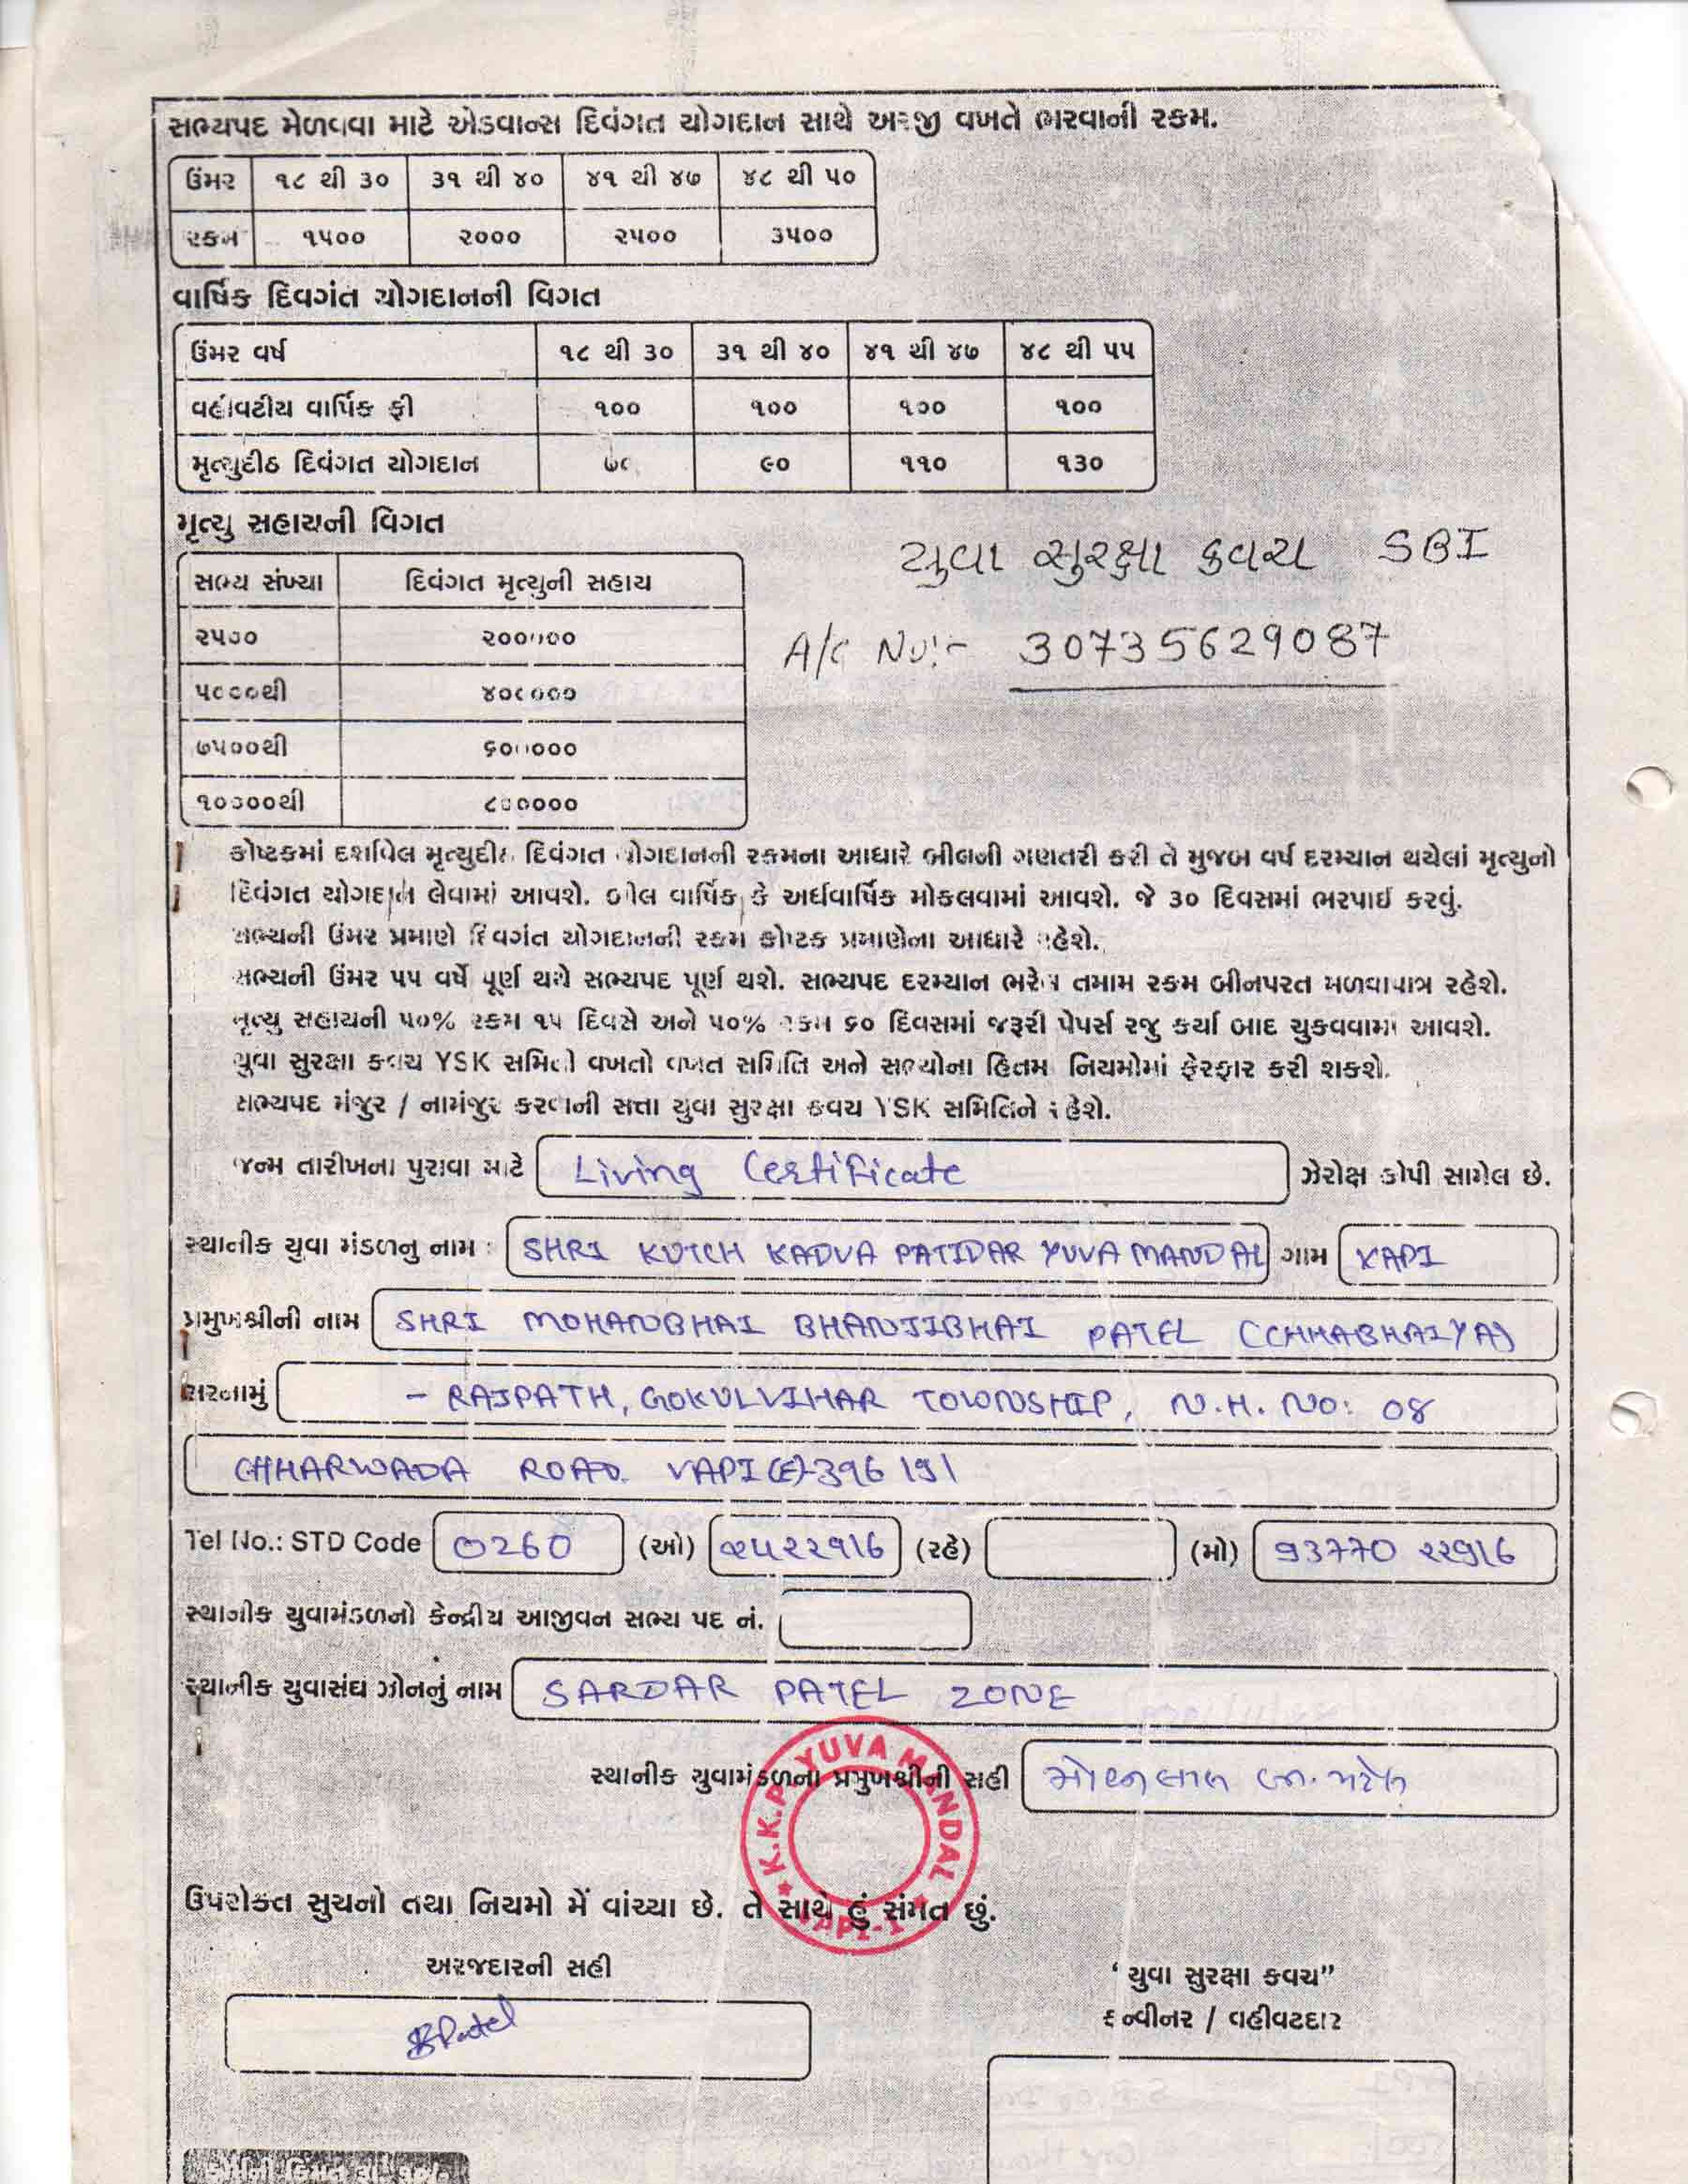 સભ્યપદ મેળવવા માટે એડવાન્સ દિવંગત યોગદાન સાથે અરજી વખતે ભરવાની રકમ.
ઉંમર ૧૮ થી ૩૦ ૩૧ થી ૪૦ ૪૧ થી ૪૭ ૪૮ થી ૫૦
રકમ ૧૫૦૦ ૨૦૦૦ ૨૫૦૦ ૩૫૦૦
વાર્ષિક દિવગંત યોગદાનની વિગત
ઉંમર વર્ષ ૧૮ થી ૩૦ ૩૧ થી ૪૦ ૪૧ થી ૪૭ ૪૮ થી ૫૫
વહીવટીય વાર્ષિક ફી ૧૦૦ ૧૦૦ ૧૦૦ ૧૦૦
મૃત્યુદીઠ દિવંગત યોગદાન ૯૦ ૧૧૦ ૧૩૦
મૃત્યુ સહાયની વિગત
યુવા સુરક્ષા કવચ SBI
સભ્ય સંખ્યા દિવંગત મૃત્યુની સહાય
A/c No:- 30735629087
૨૫૦૦ ૨૦૦૦૦૦
૫૦૦૦થી ૪૦૦૦૦૦
૭૫૦૦થી ૬૦૦૦૦૦
૧૦૦૦૦થી ૮૦૦૦૦૦
કોષ્ટકમાં દર્શાવેલ મૃત્યુદીઠ દિવંગત યોગદાનની રકમના આધારે બીલની ગણતરી કરી તે મુજબ વર્ષ દરમ્યાન થયેલાં મૃત્યુનો
દિવંગત યોગદાન લેવામાં આવશે. બીલ વાર્ષિક કે અર્ધવાર્ષિક મોકલવામાં આવશે. જે ૩૦ દિવસમાં ભરપાઈ કરવું.
સભ્યની ઉંમર પ્રમાણે દિવગંત યોગદાનની રકમ કોષ્ટક પ્રમાણેના આધારે રહેશે.
સભ્યની ઉંમર ૫૫ વર્ષે પૂર્ણ થયે સભ્યપદ પૂર્ણ થશે. સભ્યપદ દરમ્યાન ભરેલ તમામ રકમ બીનપરત મળવાપાત્ર રહેશે.
મૃત્યુ સહાયની ૫૦% રકમ ૧૫ દિવસે અને ૫૦% રકમ ૬૦ દિવસમાં જરૂરી પેપર્સ રજુ કર્યા બાદ ચુકવવામાં આવશે.
યુવા સુરક્ષા કવચ YSK સમિતી વખતો વખત સમિતિ અને સભ્યોના હિતમાં નિયમોમાં ફેરફાર કરી શકશે.
સભ્યપદ મંજુર / નામંજુર કરવાની સત્તા યુવા સુરક્ષા કવચ YSK સમિતિને રહેશે.
જન્મ તારીખના પુરાવા માટે Living Certificate ઝેરોક્ષ કોપી સામેલ છે.
સ્થાનીક યુવા મંડળનુ નામ : SHRI KUTCH KADVA PATIDAR YUVA MANDAL ગામ VAPI
પ્રમુખશ્રીની નામ SHRI MOHANBHAI BHANJIBHAI PATEL (CHHABHAIYA)
સરનામું - RAJPATH, GOKULVIHAR TOWNSHIP, N.H. NO: 08
CHHARWADA ROAD. VAPI (E)-396 191
Tel No.: STD Code 0260 (ઓ) ૨૫૨૨૧16 (રહે) (મો) 93770 ૨૨916
સ્થાનીક યુવામંડળનો કેન્દ્રીય આજીવન સભ્ય પદ નં.
સ્થાનીક યુવાસંઘ ઝોનનું નામ SARDAR PATEL ZONE
સ્થાનીક યુવામંડળના પ્રમુખશ્રીની સહી મોહનલાલ ભા. પટેલ
K.K.P. YUVA MANDAL ★ VAPI-1 ★
ઉપરોક્ત સુચનો તથા નિયમો મેં વાંચ્યા છે. તે સાથે હું સંમત છું.
અરજદારની સહી
"યુવા સુરક્ષા કવચ"
કન્વીનર / વહીવટદાર
BPatel